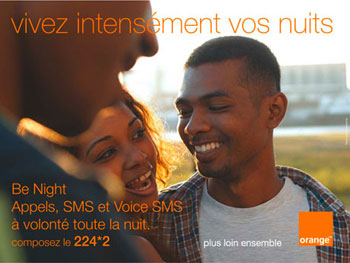 vivez intensément vos nuits
Be Night
Appels, SMS et Voice SMS
à volonté toute la nuit.
composez le 224*2
plus loin ensemble
orange™